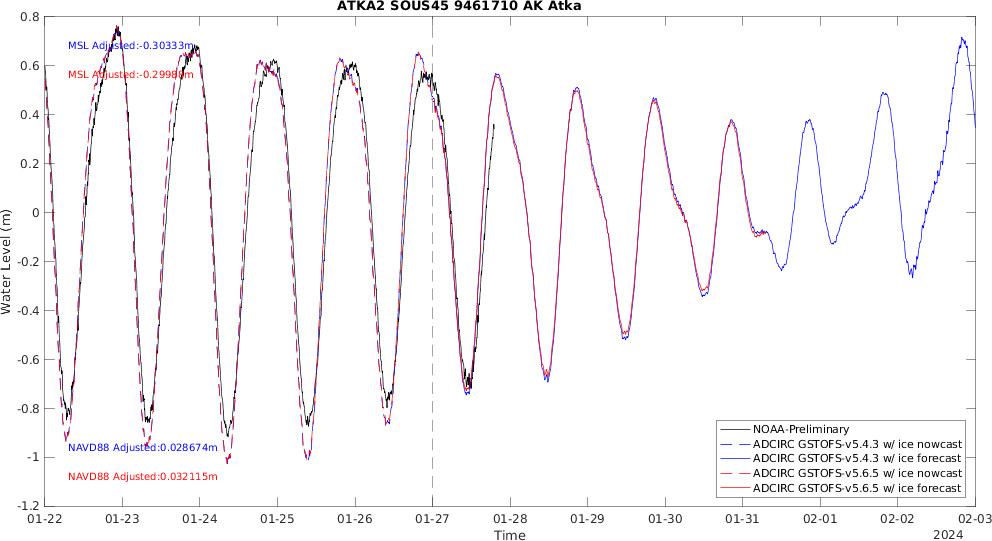 ATKA2 SOUS45 9461710 AK Atka
0.8
0.6
0.4
0.2
0
-0.2
-0.4
-0.6
-0.8
-1
-1.2
Water Level (m)
MSL Adjusted:-0.30333m
MSL Adjusted:-0.29988m
NAVD88 Adjusted:0.028674m
NAVD88 Adjusted:0.032115m
NOAA-Preliminary
ADCIRC GSTOFS-v5.4.3 w/ ice nowcast
ADCIRC GSTOFS-v5.4.3 w/ ice forecast
ADCIRC GSTOFS-v5.6.5 w/ ice nowcast
ADCIRC GSTOFS-v5.6.5 w/ ice forecast
01-22 01-23 01-24 01-25 01-26 01-27 01-28 01-29 01-30 01-31 02-01 02-02 02-03
Time
2024